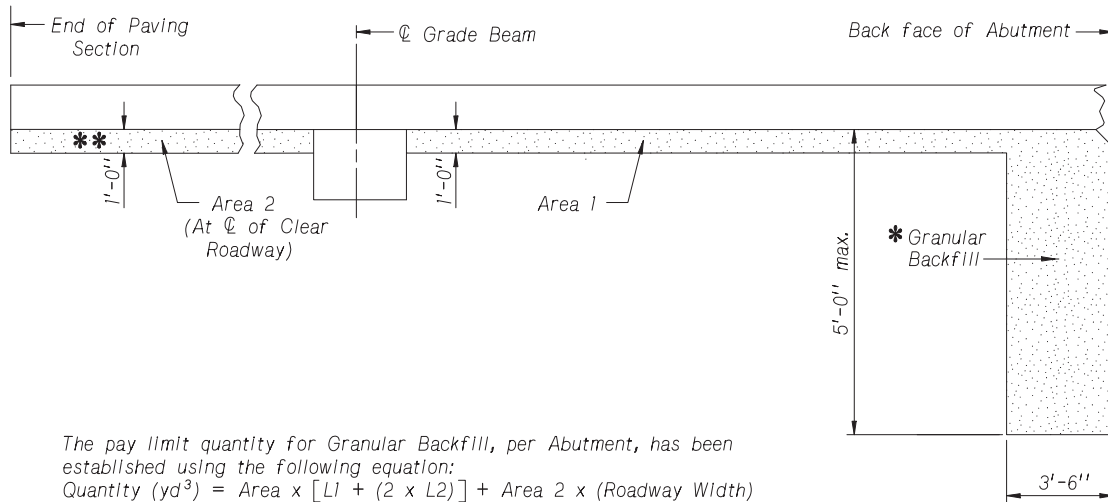 End of Paving
Section
℄ Grade Beam
Back face of Abutment
**
1'-0"
1'-0"
Area 2
(At ℄ of Clear
Roadway)
Area 1
5'-0" max.
* Granular
Backfill
The pay limit quantity for Granular Backfill, per Abutment, has been
established using the following equation:
Quantity (yd³) = Area x [L1 + (2 x L2)] + Area 2 x (Roadway Width)
3'-6"